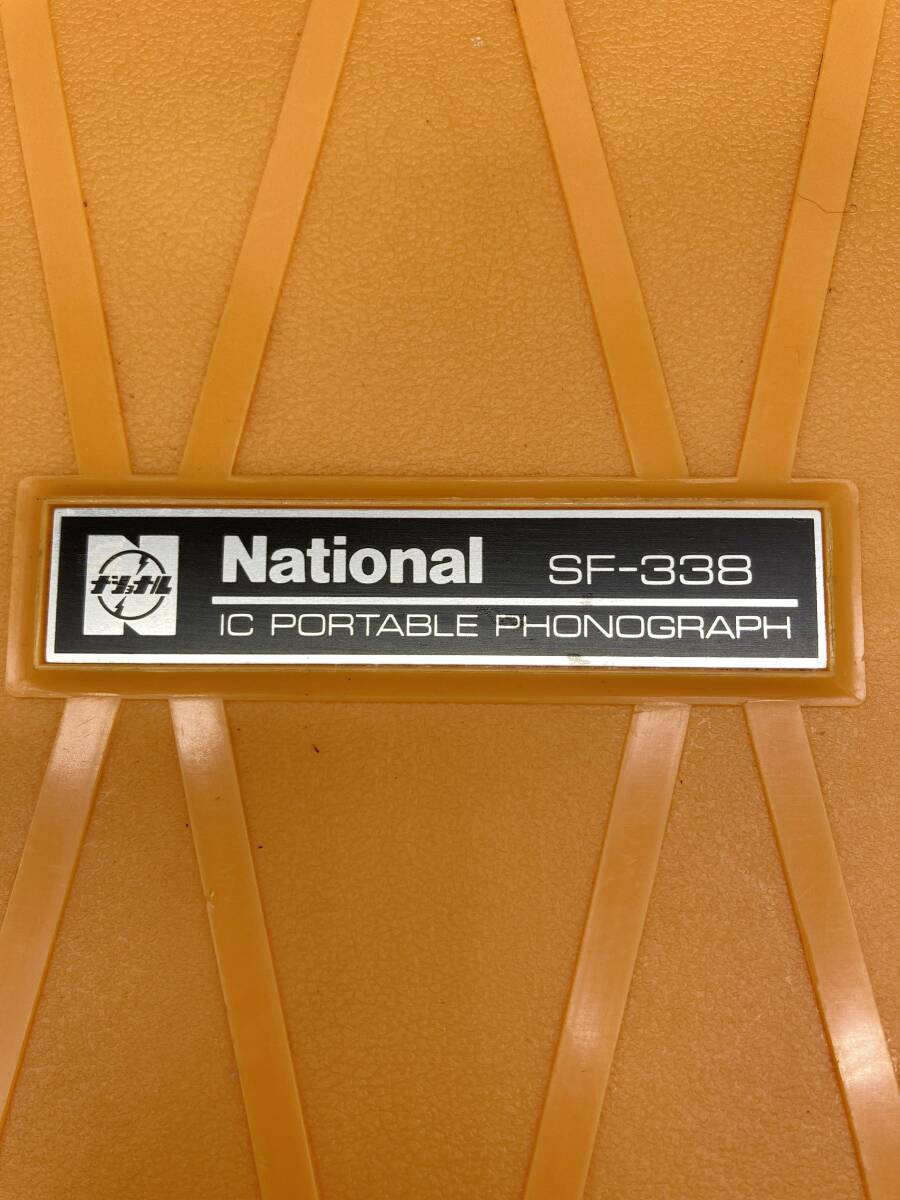 ナショナル
National SF-338
IC PORTABLE PHONOGRAPH